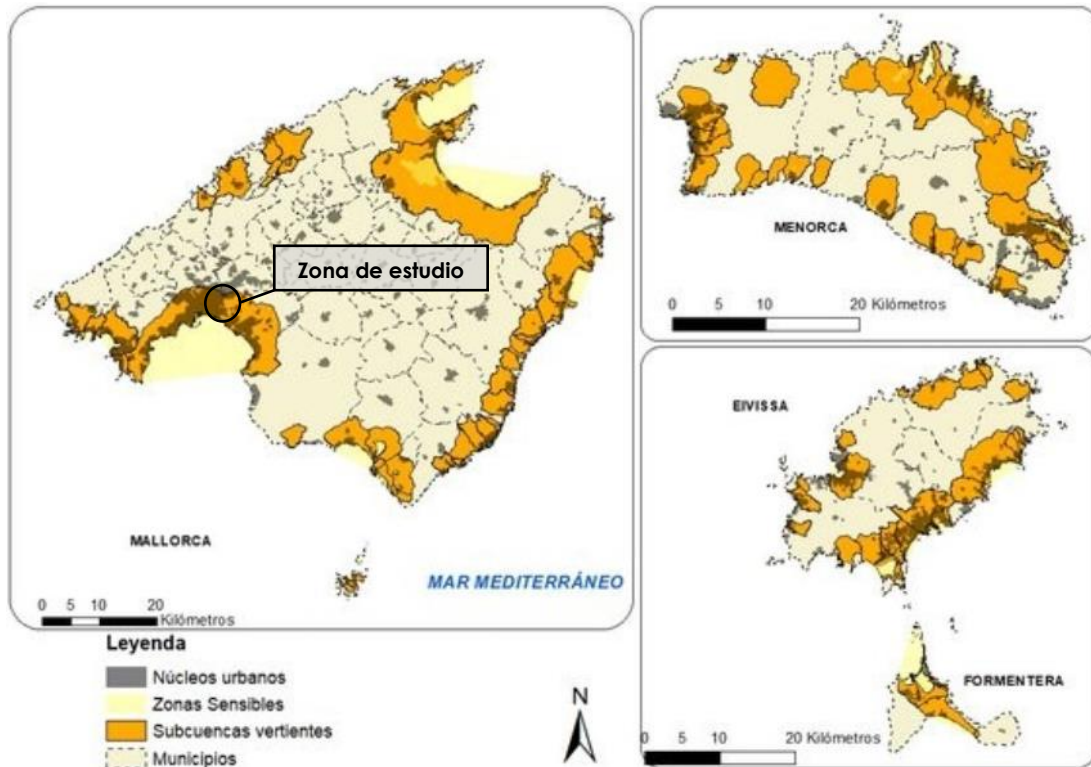 Zona de estudio
MALLORCA
MAR MEDITERRÁNEO
0 5 10 20
Kilómetros
MENORCA
0 5 10 20 Kilómetros
EIVISSA
FORMENTERA
0 5 10 20 Kilómetros
Leyenda
Núcleos urbanos
Zonas Sensibles
Subcuencas vertientes
Municípios
N